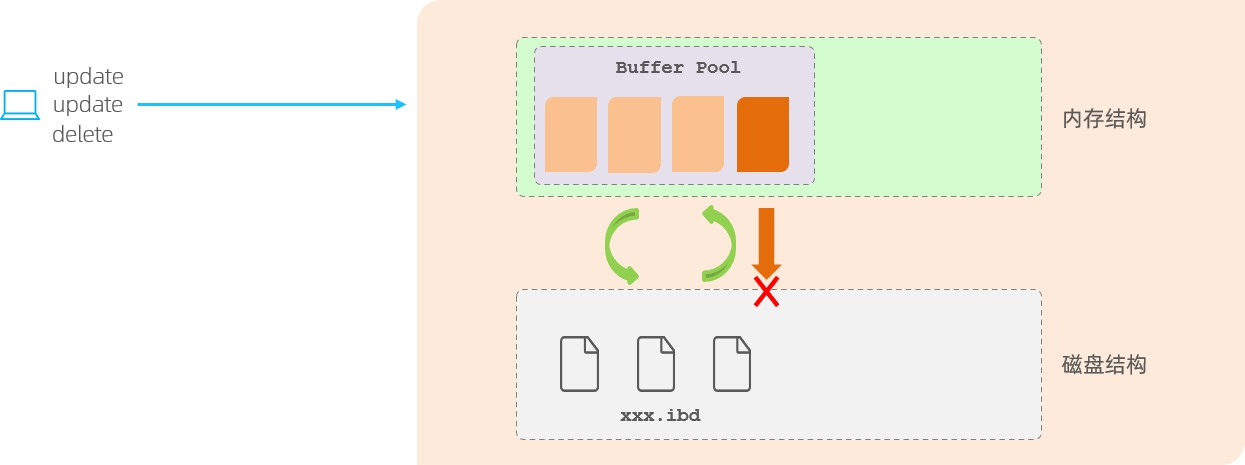 update
update
delete
Buffer Pool
内存结构
磁盘结构
xxx.ibd